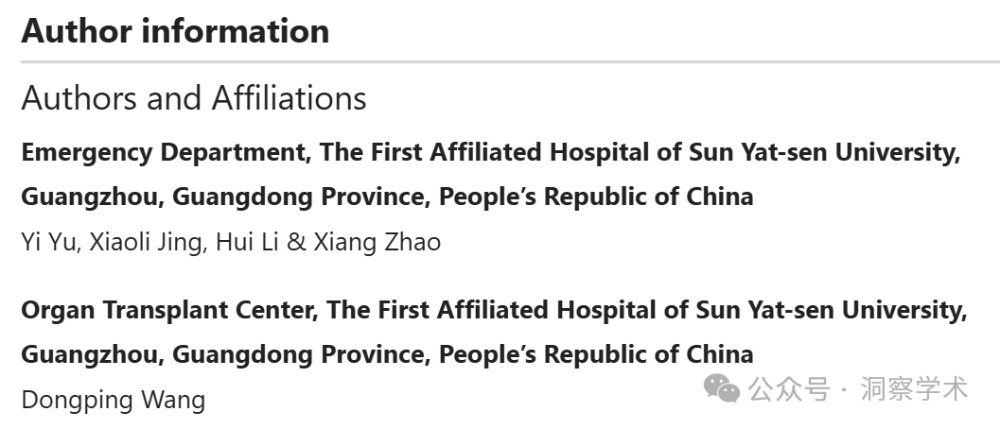 Author information
Authors and Affiliations
Emergency Department, The First Affiliated Hospital of Sun Yat-sen University,
Guangzhou, Guangdong Province, People’s Republic of China
Yi Yu, Xiaoli Jing, Hui Li & Xiang Zhao
Organ Transplant Center, The First Affiliated Hospital of Sun Yat-sen University,
Guangzhou, Guangdong Province, People’s Republic of China
Dongping Wang
公众号 · 洞察学术